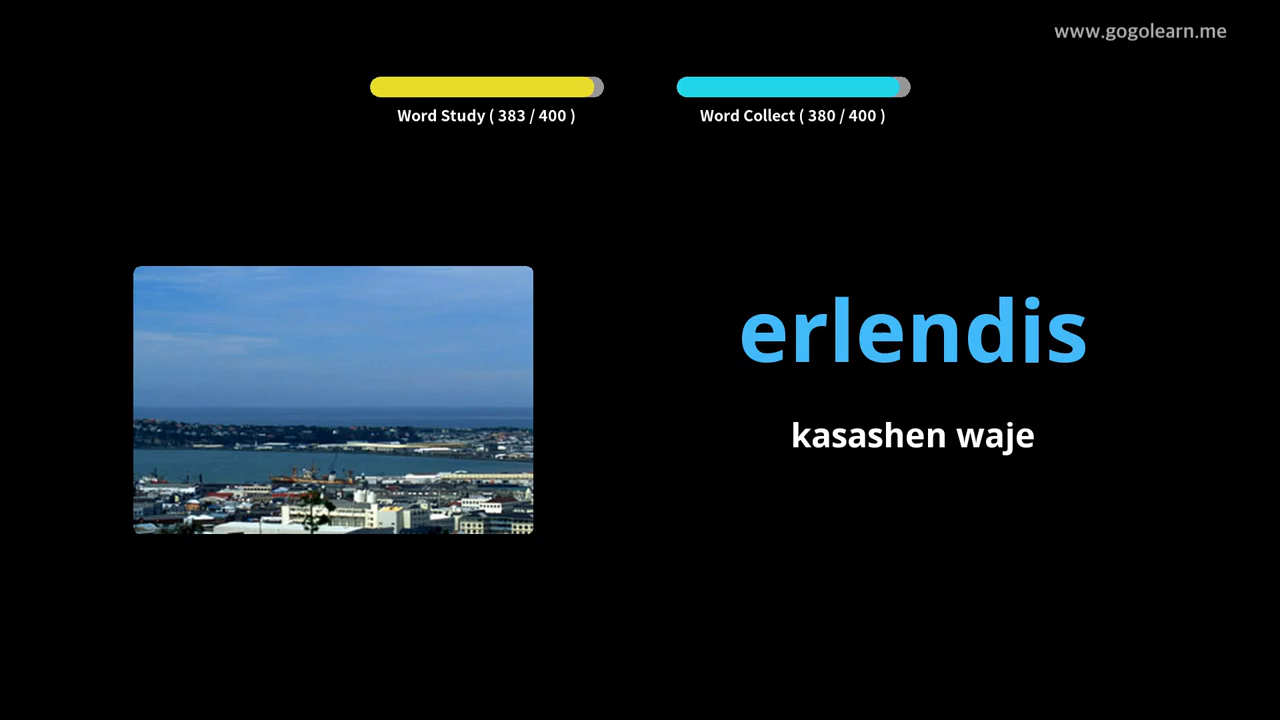 www.gogolearn.me
Word Study ( 383 / 400 )
Word Collect ( 380 / 400 )
erlendis
kasashen waje